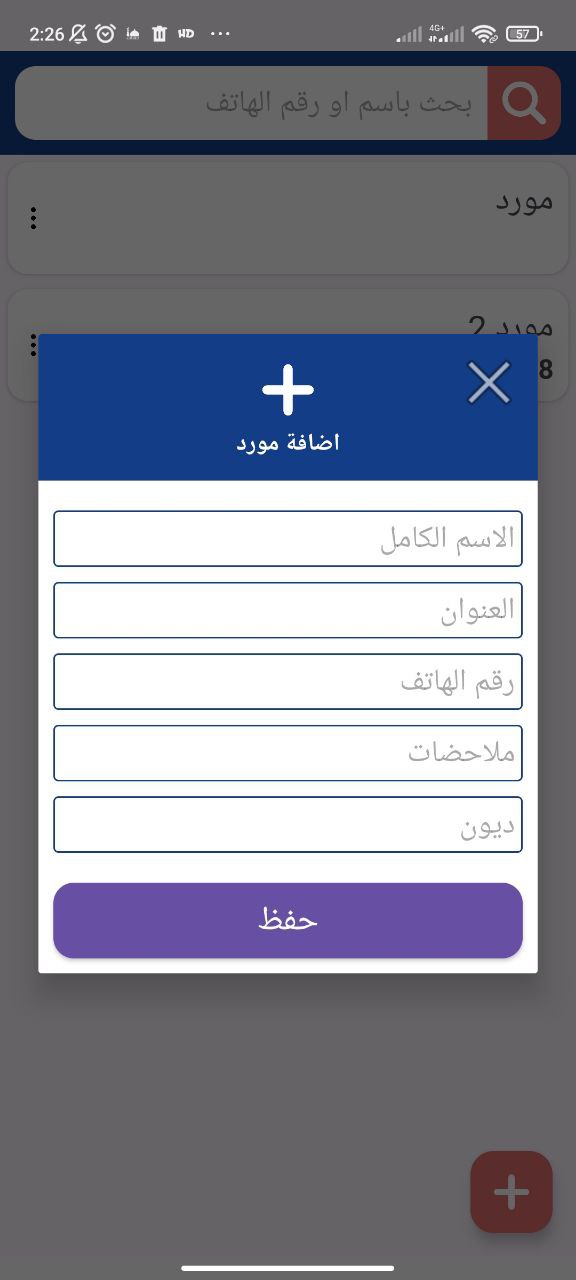 2:26 HD ... 4G+ 57
بحث باسم او رقم الهاتف
مورد
مورد 2
8
اضافة مورد
الاسم الكامل
العنوان
رقم الهاتف
ملاحضات
ديون
حفظ